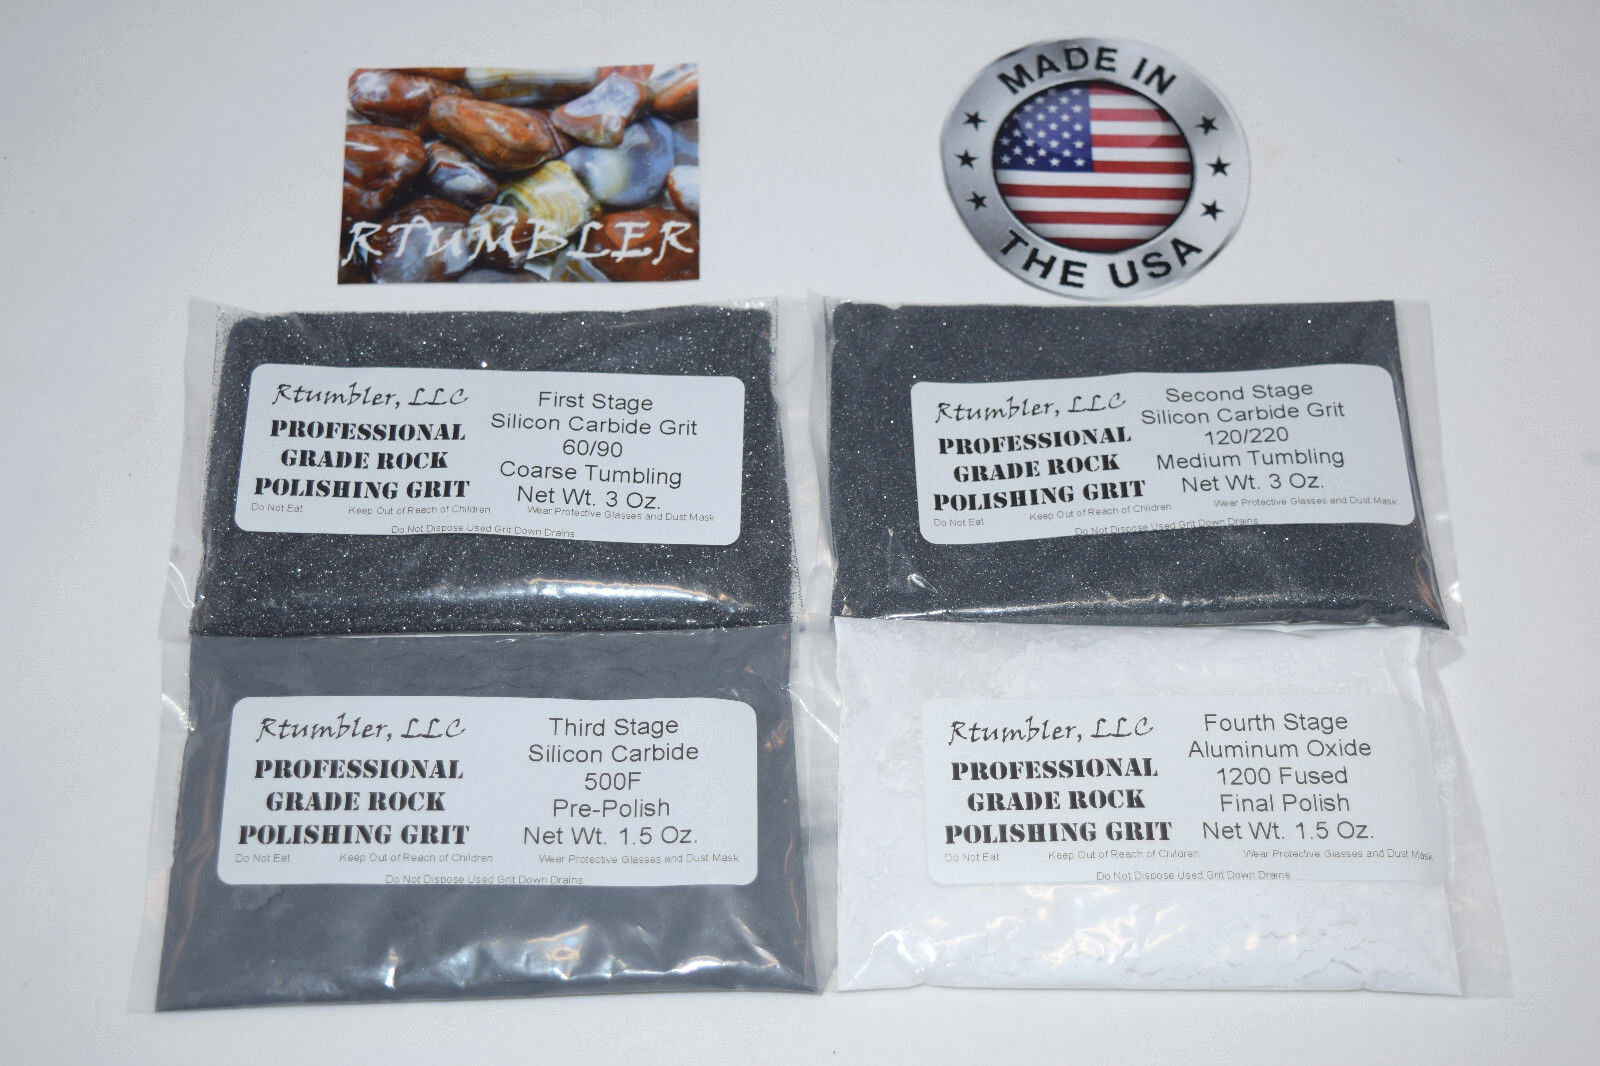 RTUMBLER
MADE IN
THE USA
Rtumbler, LLC
PROFESSIONAL
GRADE ROCK
POLISHING GRIT
First Stage
Silicon Carbide Grit
60/90
Coarse Tumbling
Net Wt. 3 Oz.
Do Not Eat Keep Out of Reach of Children Wear Protective Glasses and Dust Mask
Do Not Dispose Used Grit Down Drains
Rtumbler, LLC
PROFESSIONAL
GRADE ROCK
POLISHING GRIT
Second Stage
Silicon Carbide Grit
120/220
Medium Tumbling
Net Wt. 3 Oz.
Do Not Eat Keep Out of Reach of Children Wear Protective Glasses and Dust Mask
Do Not Dispose Used Grit Down Drains
Rtumbler, LLC
PROFESSIONAL
GRADE ROCK
POLISHING GRIT
Third Stage
Silicon Carbide
500F
Pre-Polish
Net Wt. 1.5 Oz.
Do Not Eat Keep Out of Reach of Children Wear Protective Glasses and Dust Mask
Do Not Dispose Used Grit Down Drains
Rtumbler, LLC
PROFESSIONAL
GRADE ROCK
POLISHING GRIT
Fourth Stage
Aluminum Oxide
1200 Fused
Final Polish
Net Wt. 1.5 Oz.
Do Not Eat Keep Out of Reach of Children Wear Protective Glasses and Dust Mask
Do Not Dispose Used Grit Down Drains